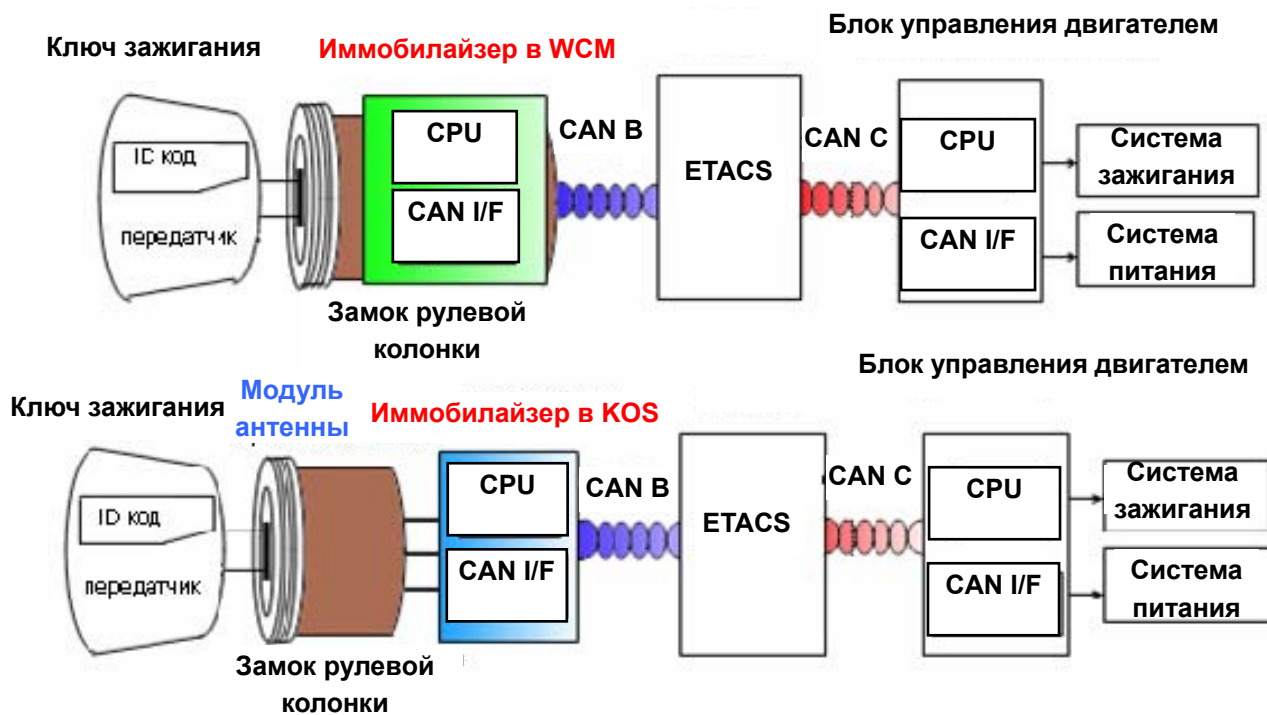 Блок управления двигателем
Ключ зажигания
Иммобилайзер в WCM
ID код
передатчик
CPU
CAN I/F
CAN B
ETACS
CAN C
CPU
CAN I/F
Система
зажигания
Система
питания
Замок рулевой
колонки
Блок управления двигателем
Ключ зажигания
Модуль
антенны
Иммобилайзер в KOS
ID код
передатчик
CPU
CAN I/F
CAN B
ETACS
CAN C
CPU
CAN I/F
Система
зажигания
Система
питания
Замок рулевой
колонки